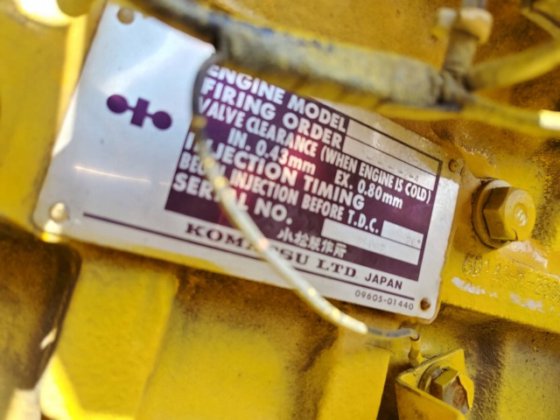 ENGINE MODEL
FIRING ORDER
VALVE CLEARANCE (WHEN ENGINE IS COLD)
IN. 0.43mm EX. 0.80mm
INJECTION TIMING
BEGIN INJECTION BEFORE T.D.C.
SERIAL NO.
小松製作所
KOMATSU LTD JAPAN
09605-01440